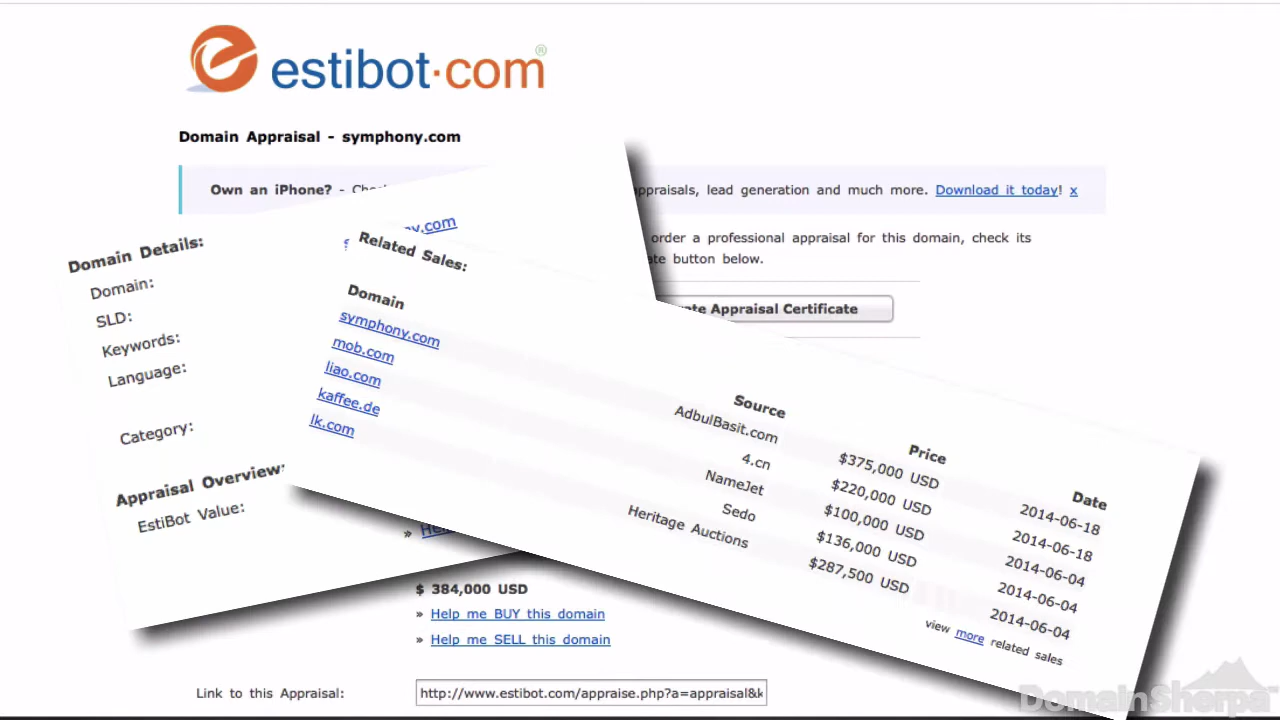 estibot.com®
Domain Appraisal - symphony.com
Own an iPhone? - appraisals, lead generation and much more. Download it today! x
order a professional appraisal for this domain, check its
button below.
Appraisal Certificate
Domain Details:
Domain:
SLD:
Keywords:
Language:
Category:
Appraisal Overview:
EstiBot Value:
.com
Related Sales:
Domain Source Price Date
symphony.com AdbulBasit.com $375,000 USD 2014-06-18
mob.com 4.cn $220,000 USD 2014-06-18
liao.com NameJet $100,000 USD 2014-06-04
kaffee.de Sedo $136,000 USD 2014-06-04
lk.com Heritage Auctions $287,500 USD 2014-06-04
view more related sales
»
$ 384,000 USD
» Help me BUY this domain
» Help me SELL this domain
Link to this Appraisal: http://www.estibot.com/appraise.php?a=appraisal&k
DomainSherpa™